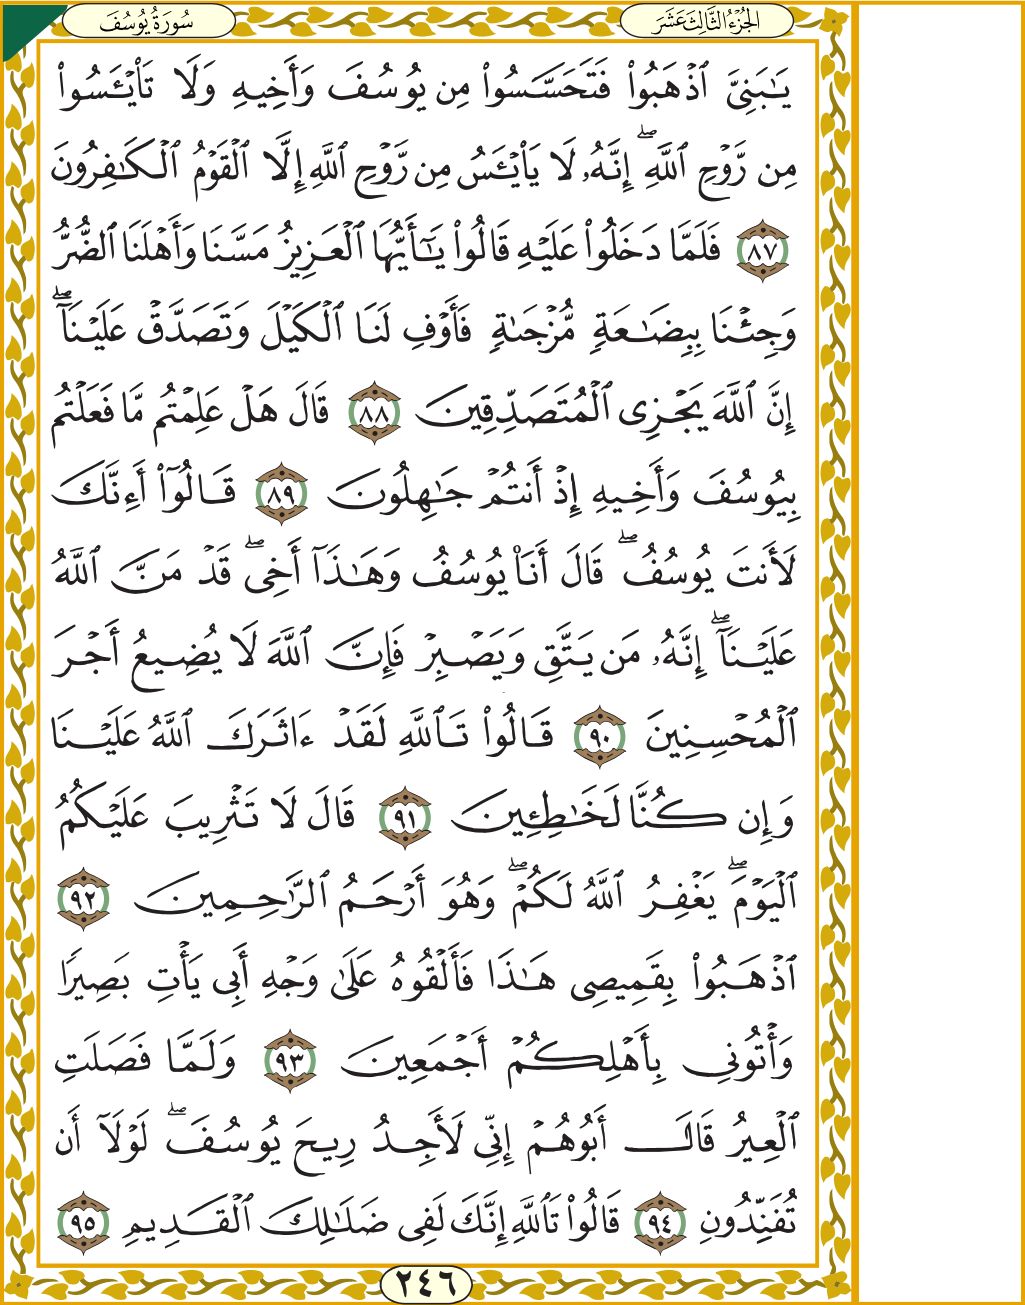 سُورَةُ يُوسُفَ
الجُزْءُ الثَّالِثَ عَشَرَ
يَٰبَنِيَّ ٱذْهَبُوا۟ فَتَحَسَّسُوا۟ مِن يُوسُفَ وَأَخِيهِ وَلَا تَا۟يْـَٔسُوا۟
مِن رَّوْحِ ٱللَّهِ ۖ إِنَّهُۥ لَا يَا۟يْـَٔسُ مِن رَّوْحِ ٱللَّهِ إِلَّا ٱلْقَوْمُ ٱلْكَٰفِرُونَ
٨٧ فَلَمَّا دَخَلُوا۟ عَلَيْهِ قَالُوا۟ يَٰٓأَيُّهَا ٱلْعَزِيزُ مَسَّنَا وَأَهْلَنَا ٱلضُّرُّ
وَجِئْنَا بِبِضَٰعَةٍ مُّزْجَىٰةٍ فَأَوْفِ لَنَا ٱلْكَيْلَ وَتَصَدَّقْ عَلَيْنَآ ۖ
إِنَّ ٱللَّهَ يَجْزِى ٱلْمُتَصَدِّقِينَ ٨٨ قَالَ هَلْ عَلِمْتُم مَّا فَعَلْتُم
بِيُوسُفَ وَأَخِيهِ إِذْ أَنتُمْ جَٰهِلُونَ ٨٩ قَالُوٓا۟ أَءِنَّكَ
لَأَنتَ يُوسُفُ ۖ قَالَ أَنَا۠ يُوسُفُ وَهَٰذَآ أَخِى ۖ قَدْ مَنَّ ٱللَّهُ
عَلَيْنَآ ۖ إِنَّهُۥ مَن يَتَّقِ وَيَصْبِرْ فَإِنَّ ٱللَّهَ لَا يُضِيعُ أَجْرَ
ٱلْمُحْسِنِينَ ٩٠ قَالُوا۟ تَٱللَّهِ لَقَدْ ءَاثَرَكَ ٱللَّهُ عَلَيْنَا
وَإِن كُنَّا لَخَٰطِـِٔينَ ٩١ قَالَ لَا تَثْرِيبَ عَلَيْكُمُ
ٱلْيَوْمَ ۖ يَغْفِرُ ٱللَّهُ لَكُمْ ۖ وَهُوَ أَرْحَمُ ٱلرَّٰحِمِينَ ٩٢
ٱذْهَبُوا۟ بِقَمِيصِى هَٰذَا فَأَلْقُوهُ عَلَىٰ وَجْهِ أَبِى يَأْتِ بَصِيرًا
وَأْتُونِى بِأَهْلِكُمْ أَجْمَعِينَ ٩٣ وَلَمَّا فَصَلَتِ
ٱلْعِيرُ قَالَ أَبُوهُمْ إِنِّى لَأَجِدُ رِيحَ يُوسُفَ ۖ لَوْلَآ أَن
تُفَنِّدُونِ ٩٤ قَالُوا۟ تَٱللَّهِ إِنَّكَ لَفِى ضَلَٰلِكَ ٱلْقَدِيمِ ٩٥
٢٤٦